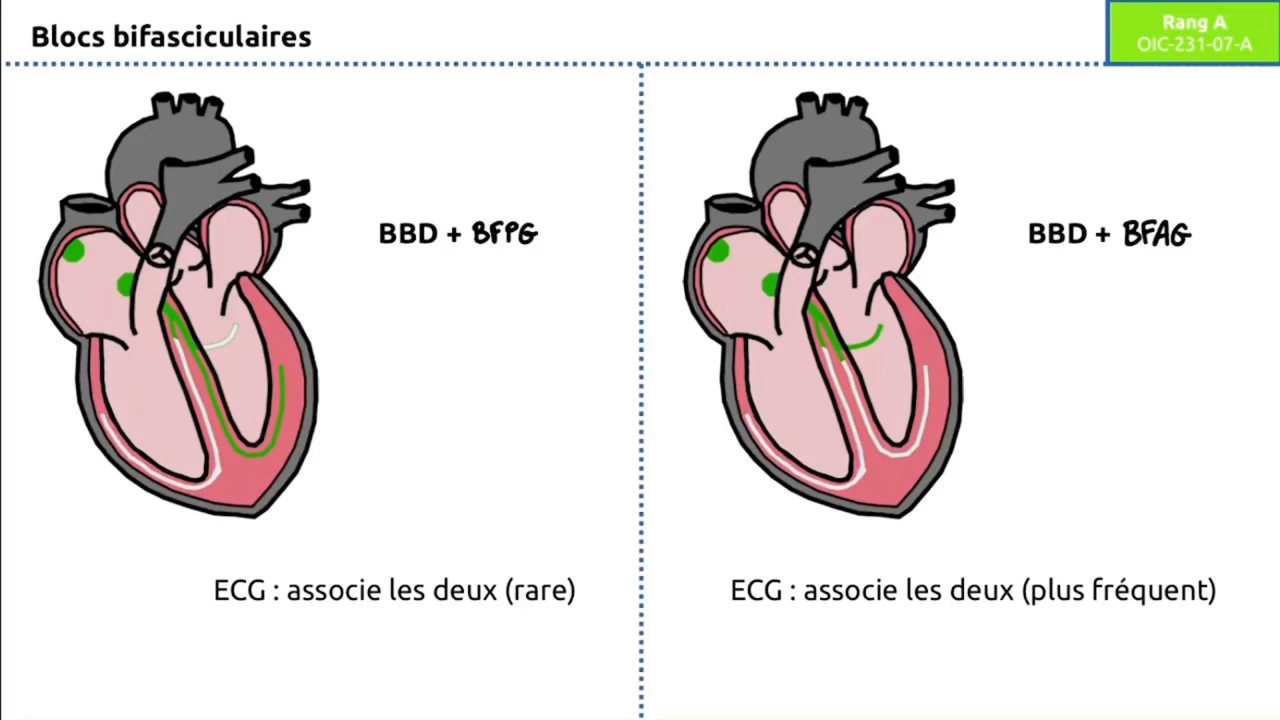 Blocs bifasciculaires
Rang A
OIC-231-07-A
BBD + BFPG
BBD + BFAG
ECG : associe les deux (rare)
ECG : associe les deux (plus fréquent)